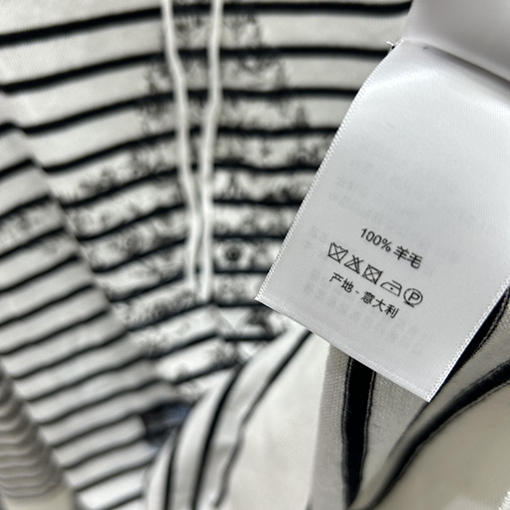 100% 羊毛
产地 - 意大利